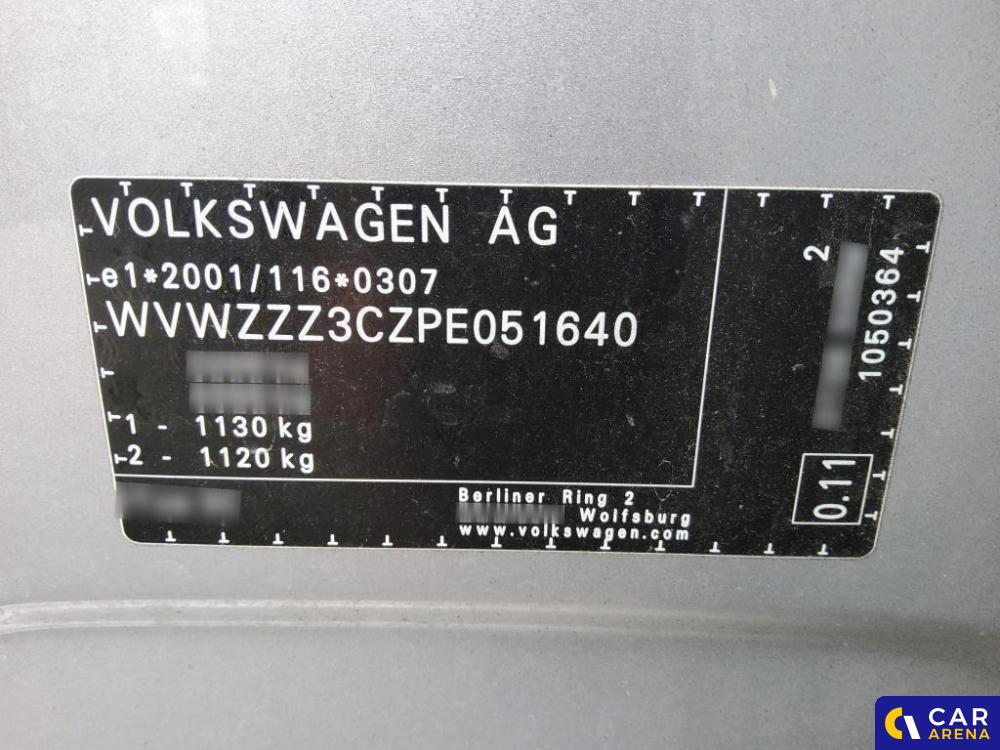 VOLKSWAGEN AG
e1*2001/116*0307
WVWZZZ3CZPE051640
1 - 1130 kg
2 - 1120 kg
Berliner Ring 2
Wolfsburg
www.volkswagen.com
2
1050364
0.11
CAR
ARENA